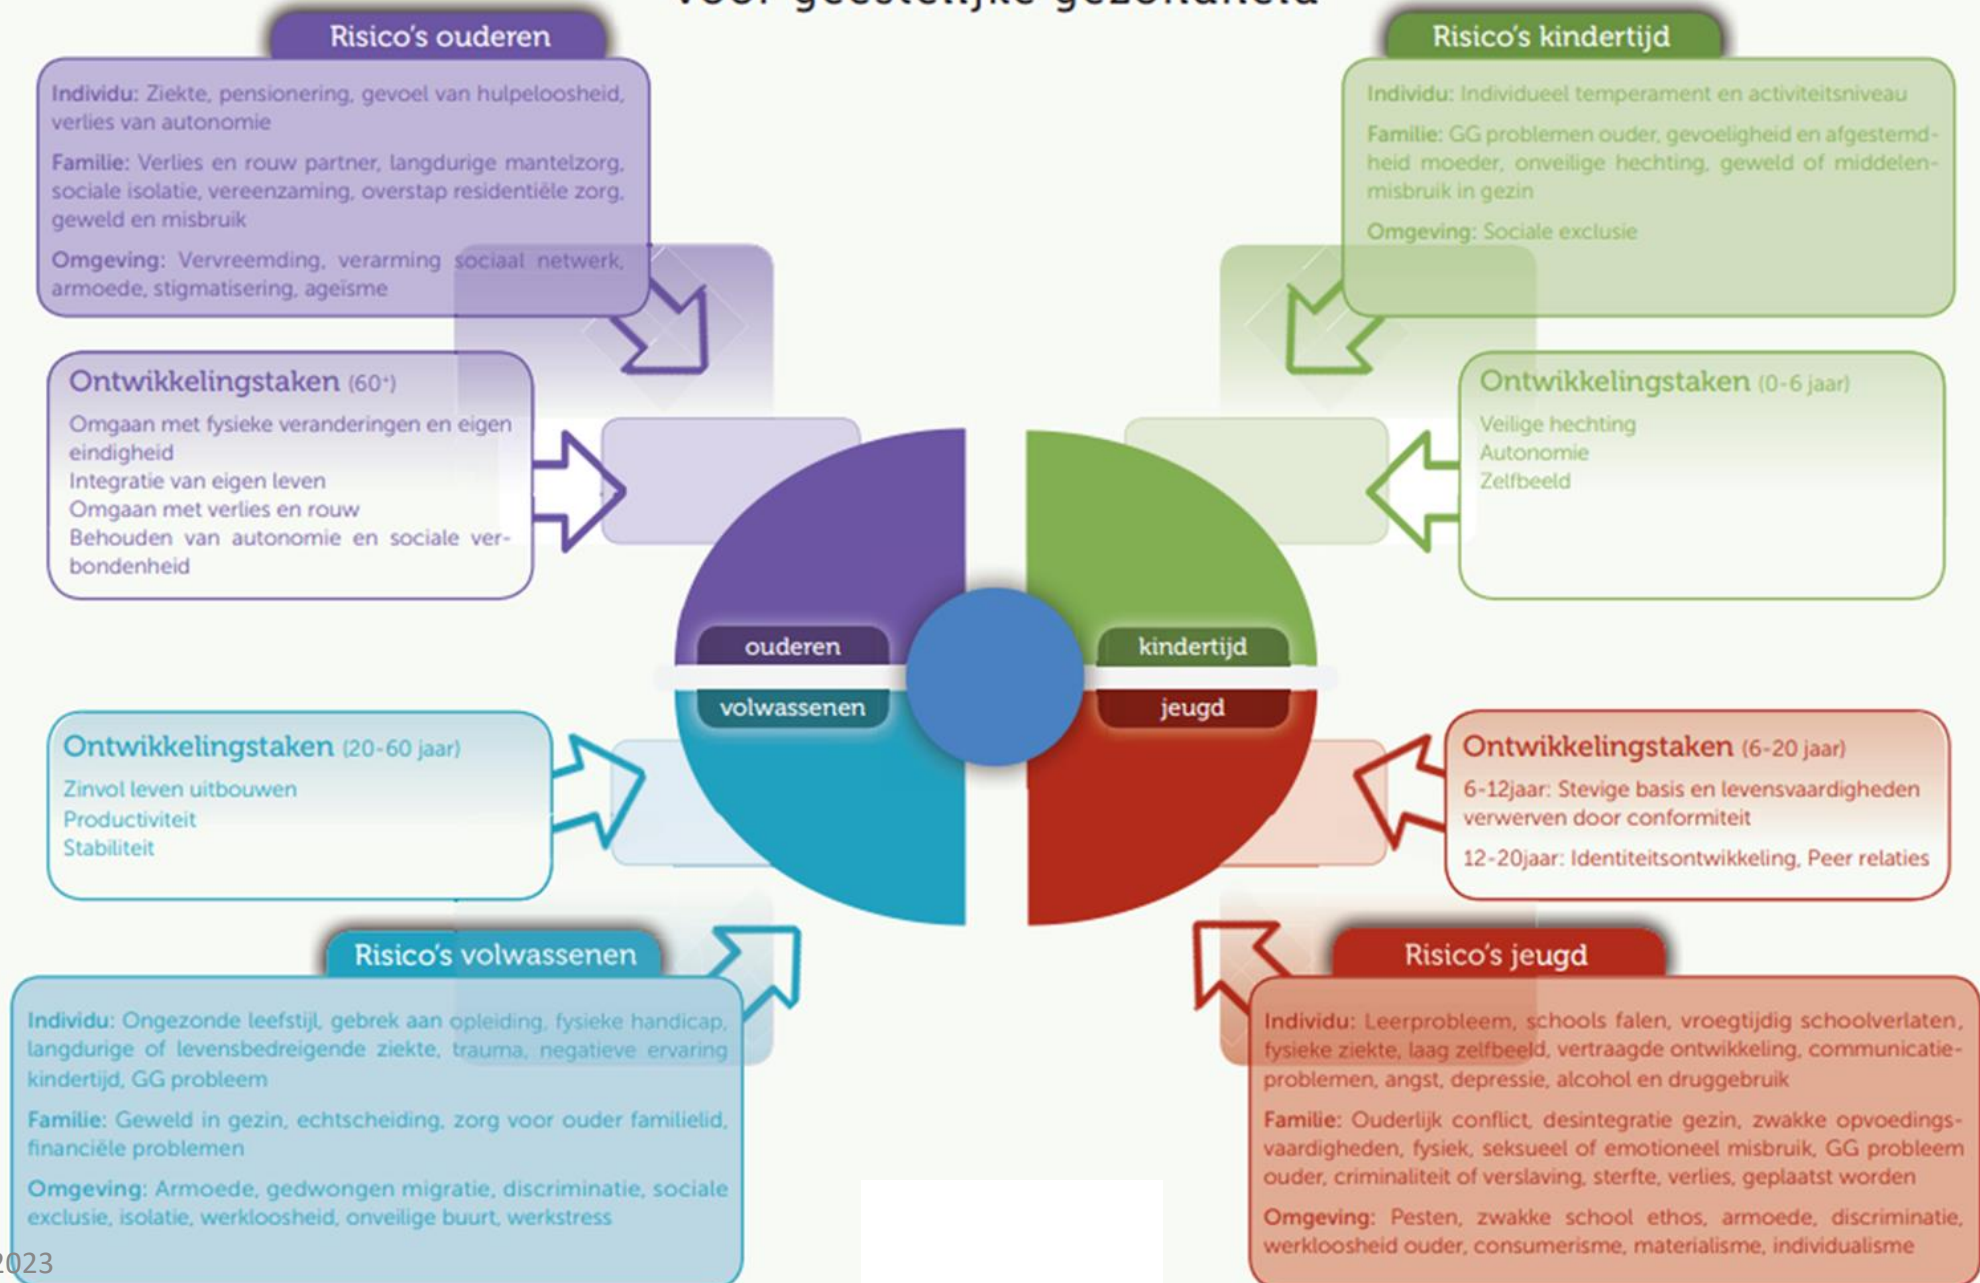 voor geestelijke gezondheid
Risico's ouderen
Individu: Ziekte, pensionering, gevoel van hulpeloosheid,
verlies van autonomie
Familie: Verlies en rouw partner, langdurige mantelzorg,
sociale isolatie, vereenzaming, overstap residentiële zorg,
geweld en misbruik
Omgeving: Vervreemding, verarming sociaal netwerk,
armoede, stigmatisering, ageïsme
Risico's kindertijd
Individu: Individueel temperament en activiteitsniveau
Familie: GG problemen ouder, gevoeligheid en afgestemd-
heid moeder, onveilige hechting, geweld of middelen-
misbruik in gezin
Omgeving: Sociale exclusie
Ontwikkelingstaken (60+)
Omgaan met fysieke veranderingen en eigen
eindigheid
Integratie van eigen leven
Omgaan met verlies en rouw
Behouden van autonomie en sociale ver-
bondenheid
Ontwikkelingstaken (0-6 jaar)
Veilige hechting
Autonomie
Zelfbeeld
ouderen
kindertijd
volwassenen
jeugd
Ontwikkelingstaken (20-60 jaar)
Zinvol leven uitbouwen
Productiviteit
Stabiliteit
Ontwikkelingstaken (6-20 jaar)
6-12jaar: Stevige basis en levensvaardigheden
verwerven door conformiteit
12-20jaar: Identiteitsontwikkeling, Peer relaties
Risico's volwassenen
Individu: Ongezonde leefstijl, gebrek aan opleiding, fysieke handicap,
langdurige of levensbedreigende ziekte, trauma, negatieve ervaring
kindertijd, GG probleem
Familie: Geweld in gezin, echtscheiding, zorg voor ouder familielid,
financiële problemen
Omgeving: Armoede, gedwongen migratie, discriminatie, sociale
exclusie, isolatie, werkloosheid, onveilige buurt, werkstress
Risico's jeugd
Individu: Leerprobleem, schools falen, vroegtijdig schoolverlaten,
fysieke ziekte, laag zelfbeeld, vertraagde ontwikkeling, communicatie-
problemen, angst, depressie, alcohol en druggebruik
Familie: Ouderlijk conflict, desintegratie gezin, zwakke opvoedings-
vaardigheden, fysiek, seksueel of emotioneel misbruik, GG probleem
ouder, criminaliteit of verslaving, sterfte, verlies, geplaatst worden
Omgeving: Pesten, zwakke school ethos, armoede, discriminatie,
werkloosheid ouder, consumerisme, materialisme, individualisme
2023